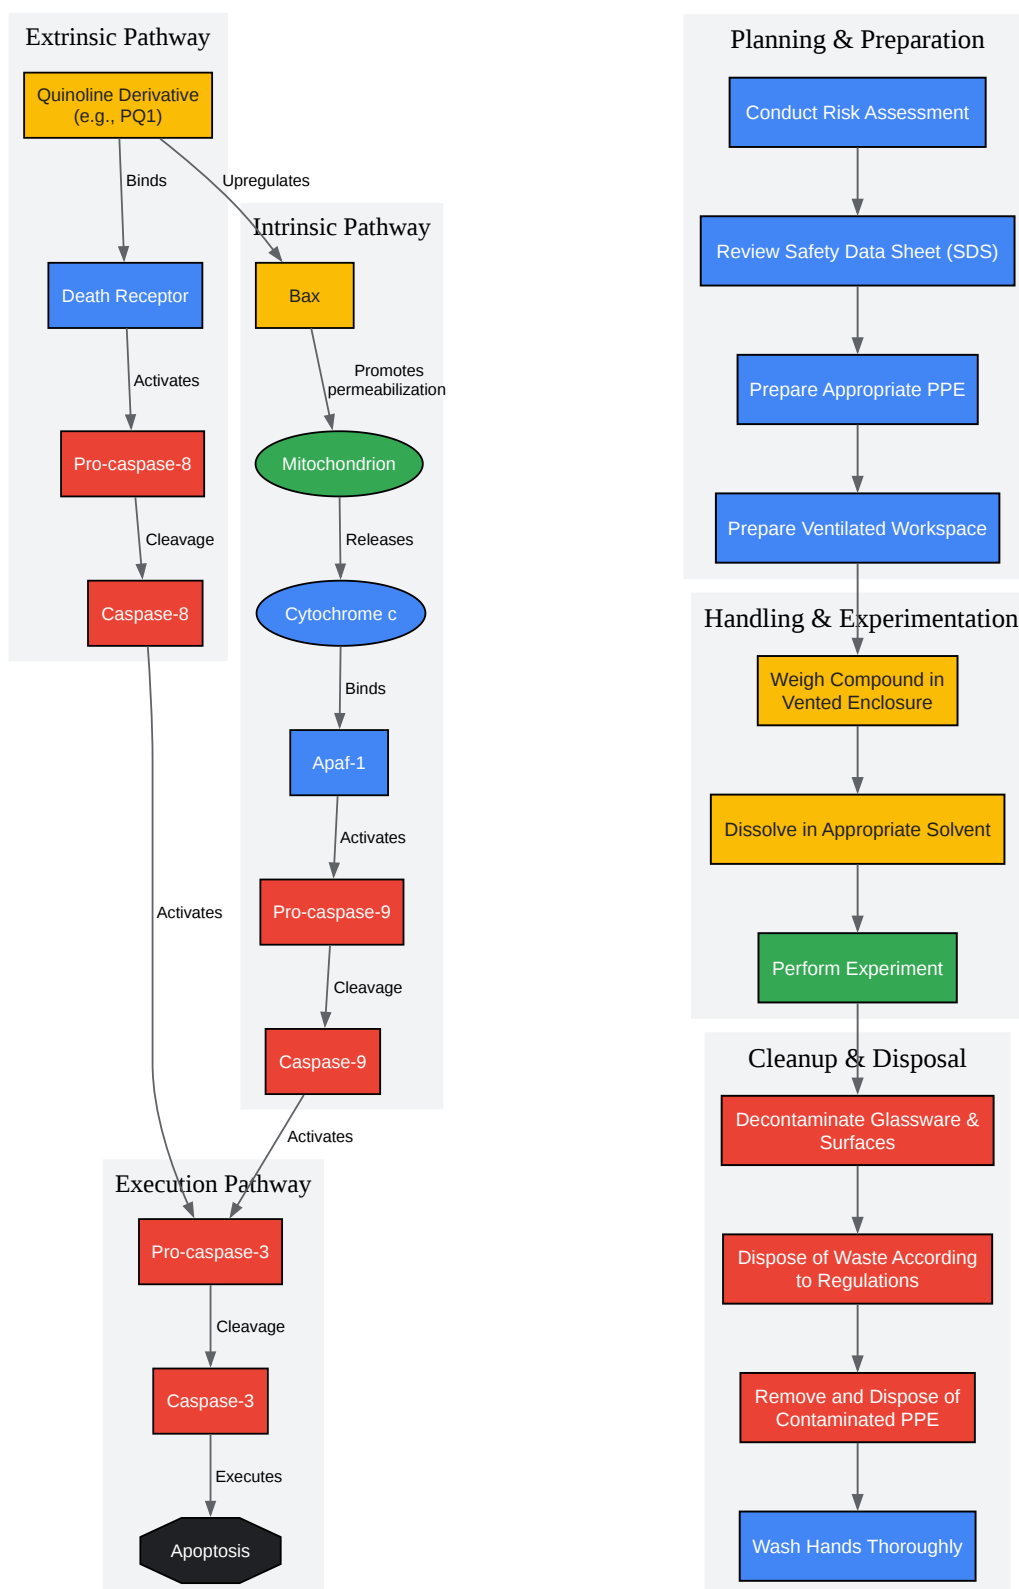 Extrinsic Pathway
Quinoline Derivative
(e.g., PQ1)
Binds
Upregulates
Intrinsic Pathway
Death Receptor
Bax
Activates
Promotes
permeabilization
Pro-caspase-8
Mitochondrion
Cleavage
Releases
Caspase-8
Cytochrome c
Binds
Apaf-1
Activates
Pro-caspase-9
Activates
Cleavage
Caspase-9
Activates
Execution Pathway
Pro-caspase-3
Cleavage
Caspase-3
Executes
Apoptosis
Planning & Preparation
Conduct Risk Assessment
Review Safety Data Sheet (SDS)
Prepare Appropriate PPE
Prepare Ventilated Workspace
Handling & Experimentation
Weigh Compound in
Vented Enclosure
Dissolve in Appropriate Solvent
Perform Experiment
Cleanup & Disposal
Decontaminate Glassware &
Surfaces
Dispose of Waste According
to Regulations
Remove and Dispose of
Contaminated PPE
Wash Hands Thoroughly